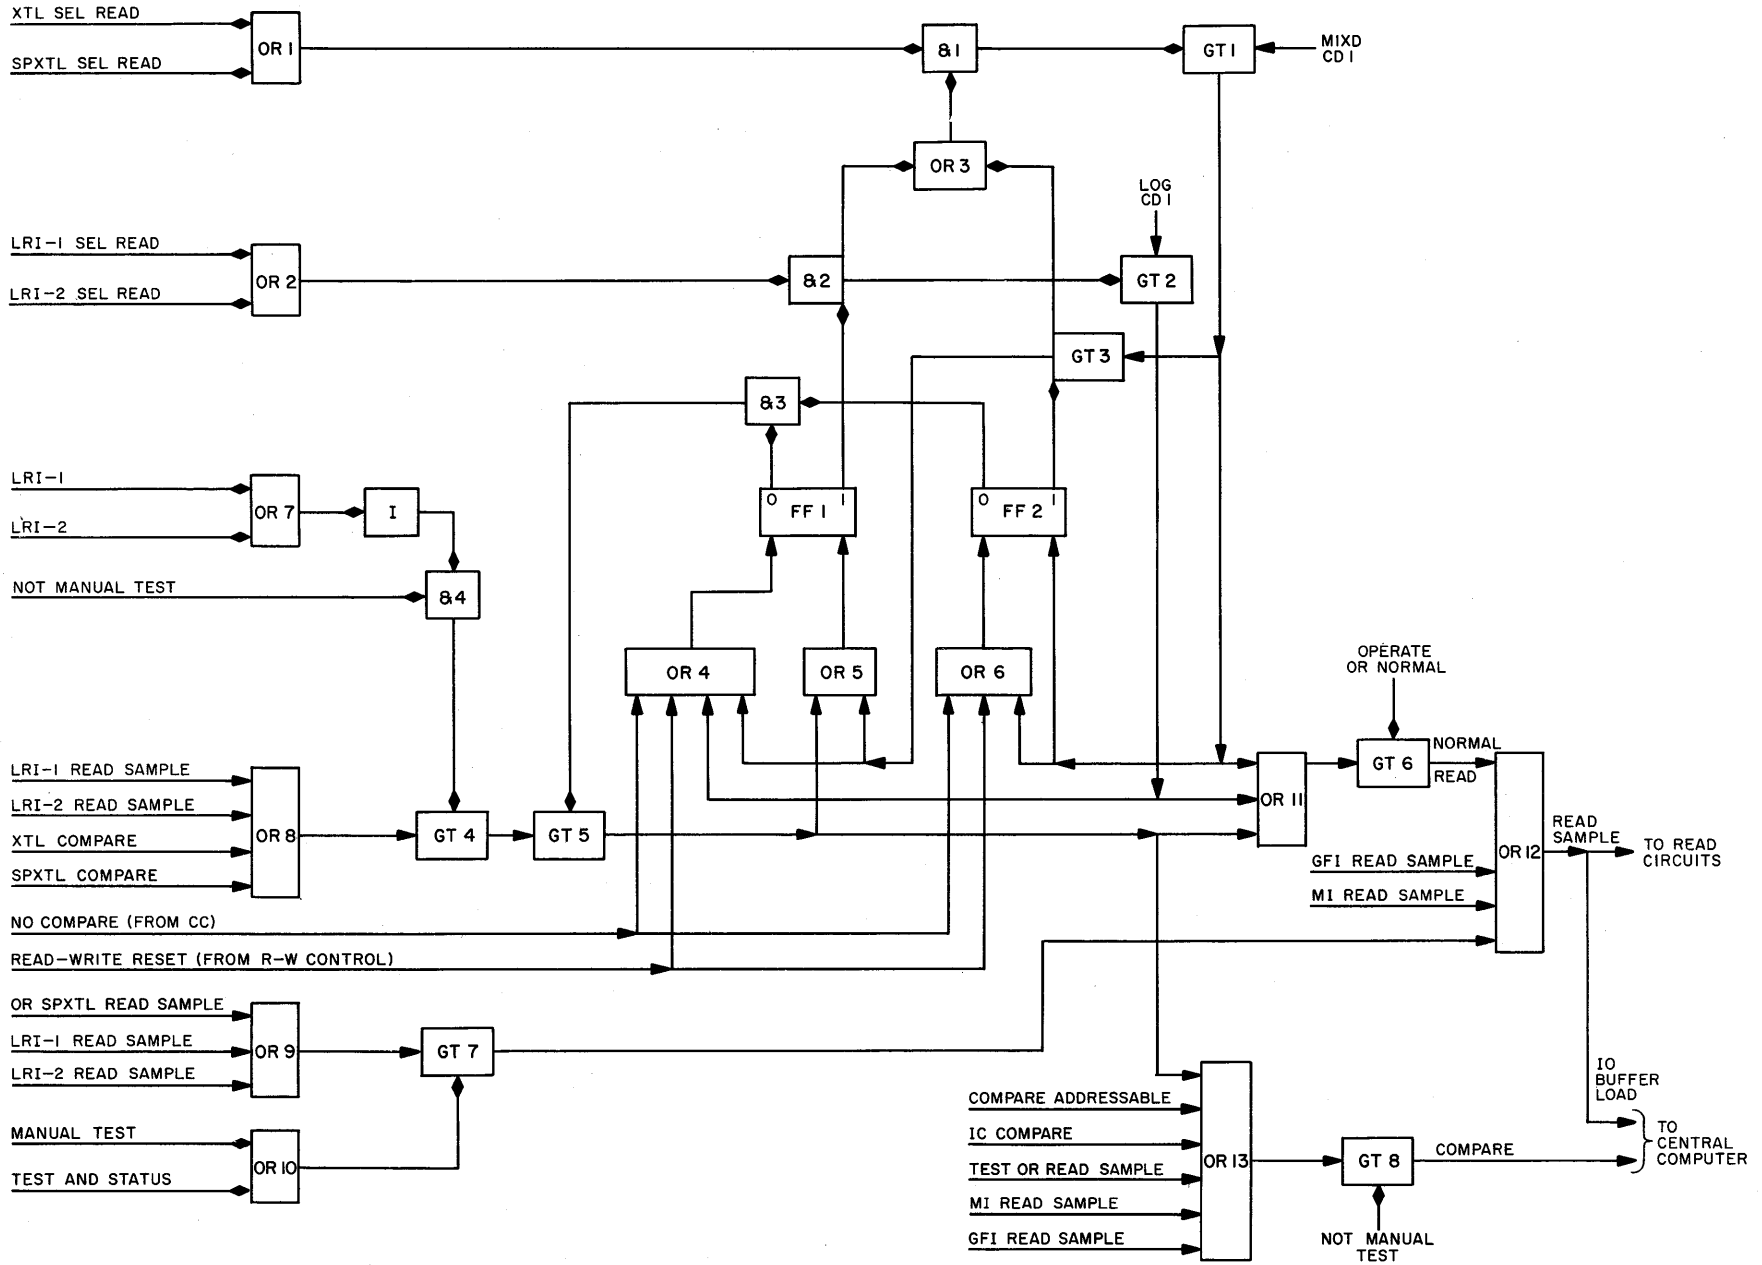 XTL SEL READ
OR 1
SPXTL SEL READ
&1
GT 1
MIXD
CD 1
OR 3
LOG
CD 1
LRI-1 SEL READ
OR 2
LRI-2 SEL READ
&2
GT 2
GT 3
&3
LRI-1
OR 7
LRI-2
I
0 1
FF 1
0 1
FF 2
NOT MANUAL TEST
&4
OR 4
OR 5
OR 6
OPERATE
OR NORMAL
LRI-1 READ SAMPLE
LRI-2 READ SAMPLE
XTL COMPARE
SPXTL COMPARE
OR 8
GT 4
GT 5
OR 11
GT 6
NORMAL
READ
OR 12
READ
SAMPLE
TO READ
CIRCUITS
GFI READ SAMPLE
MI READ SAMPLE
NO COMPARE (FROM CC)
READ-WRITE RESET (FROM R-W CONTROL)
OR SPXTL READ SAMPLE
LRI-1 READ SAMPLE
LRI-2 READ SAMPLE
OR 9
GT 7
MANUAL TEST
TEST AND STATUS
OR 10
COMPARE ADDRESSABLE
IC COMPARE
TEST OR READ SAMPLE
MI READ SAMPLE
GFI READ SAMPLE
OR 13
GT 8
COMPARE
NOT MANUAL
TEST
IO
BUFFER
LOAD
TO
CENTRAL
COMPUTER